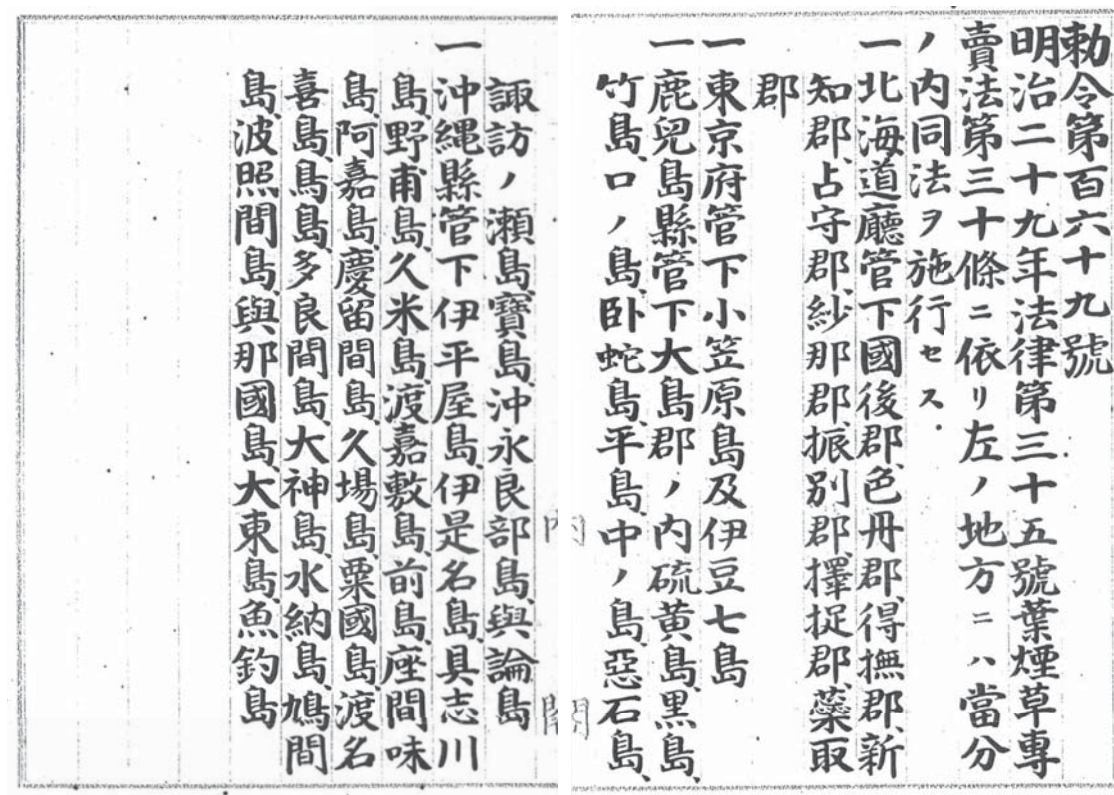 勅令第百六十九號
明治二十九年法律第三十五號葉煙草專
賣法第三十條ニ依リ左ノ地方ニハ當分
ノ内同法ヲ施行セス.
一北海道廳管下國後郡、色丹郡、得撫郡、新
知郡、占守郡、紗那郡、振別郡、擇捉郡、蘂取
郡
一東京府管下小笠原島及伊豆七島
一鹿兒島縣管下大島郡ノ内硫黄島、黒島、
竹島、口ノ島、卧蛇島、平島、中ノ島、惡石島、
諏訪ノ瀬島、寶島、沖永良部島、與論島
一沖縄縣管下伊平屋島、伊是名島、具志川
島、野甫島、久米島、渡嘉敷島、前島、座間味
島、阿嘉島、慶留間島、久場島、粟國島、渡名
喜島、鳥島、多良間島、大神島、水納島、鳩間
島、波照間島、與那國島、大東島、魚釣島
内閣